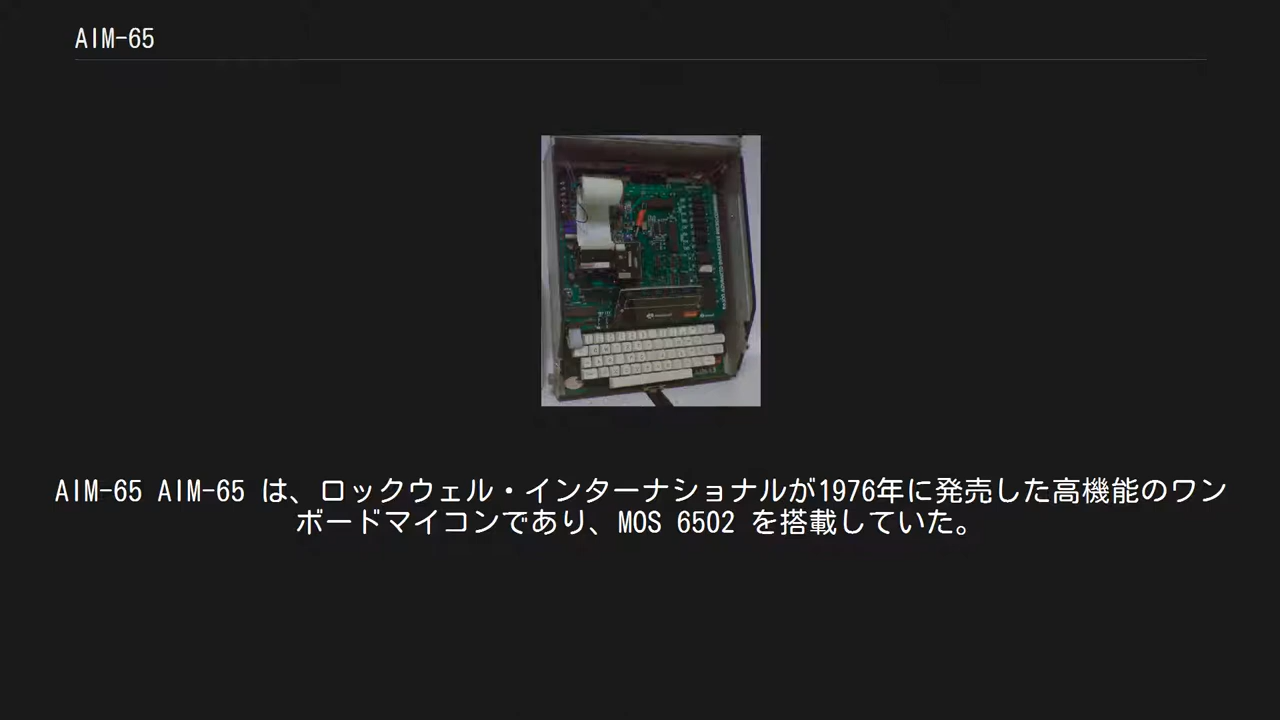 AIM-65
AIM-65 AIM-65 は、ロックウェル・インターナショナルが1976年に発売した高機能のワン
ボードマイコンであり、MOS 6502 を搭載していた。